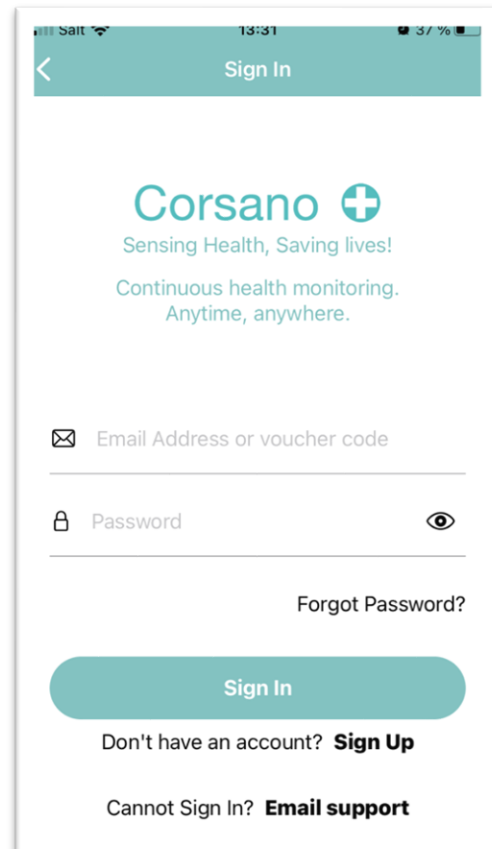 Salt 13:31 37 %
Sign In
Corsano
Sensing Health, Saving lives!
Continuous health monitoring.
Anytime, anywhere.
Email Address or voucher code
Password
Forgot Password?
Sign In
Don't have an account? Sign Up
Cannot Sign In? Email support